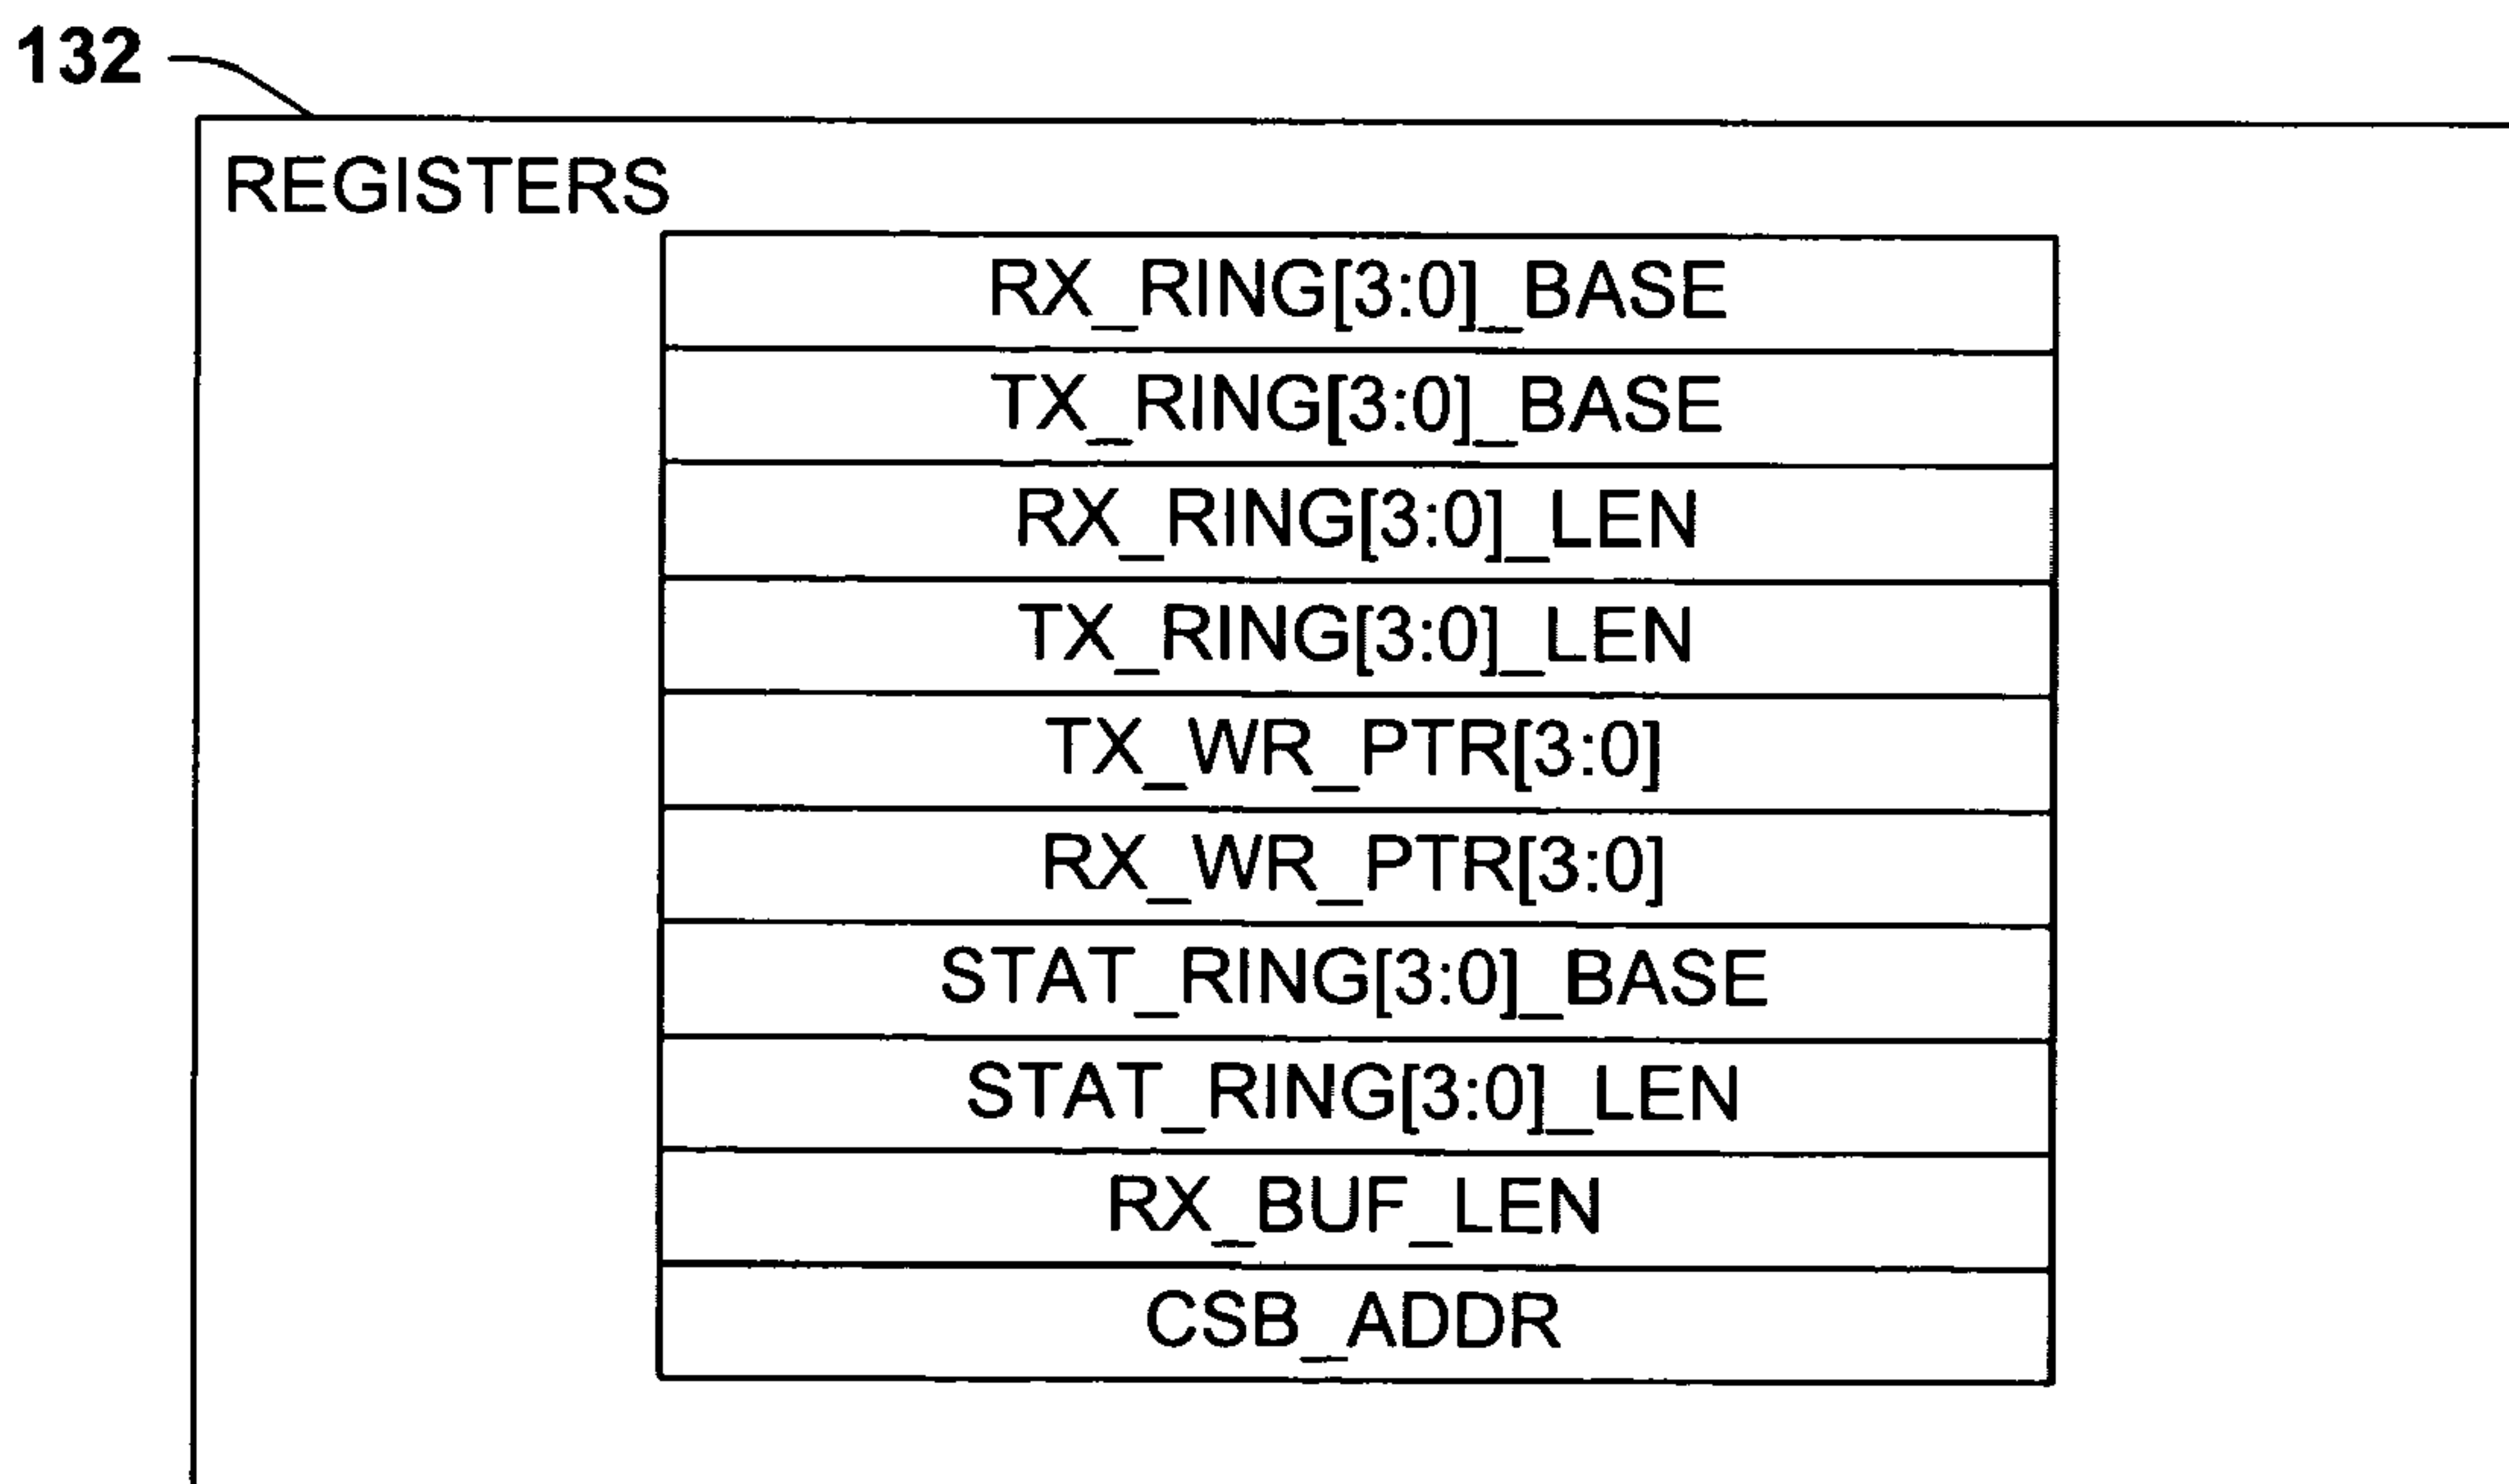 132
REGISTERS
RX_RING[3:0]_BASE
TX_RING[3:0]_BASE
RX_RING[3:0]_LEN
TX_RING[3:0]_LEN
TX_WR_PTR[3:0]
RX_WR_PTR[3:0]
STAT_RING[3:0]_BASE
STAT_RING[3:0]_LEN
RX_BUF_LEN
CSB_ADDR